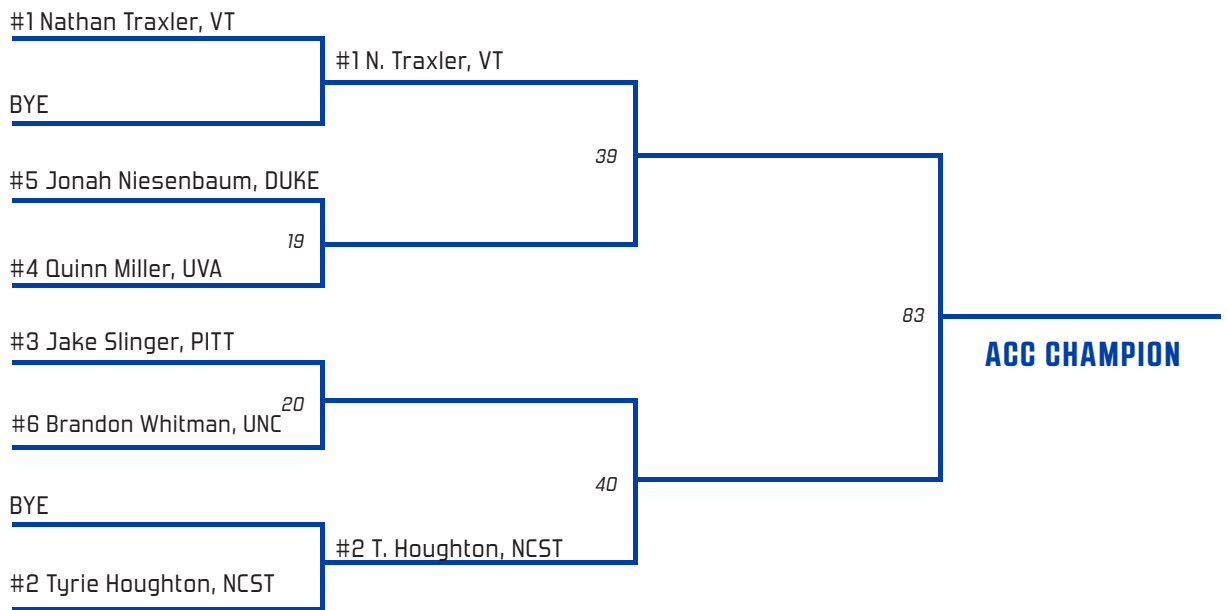 #1 Nathan Traxler, VT
#1 N. Traxler, VT
BYE
39
#5 Jonah Niesenbaum, DUKE
19
#4 Quinn Miller, UVA
83
#3 Jake Slinger, PITT
ACC CHAMPION
20
#6 Brandon Whitman, UNC
40
BYE
#2 T. Houghton, NCST
#2 Tyrie Houghton, NCST